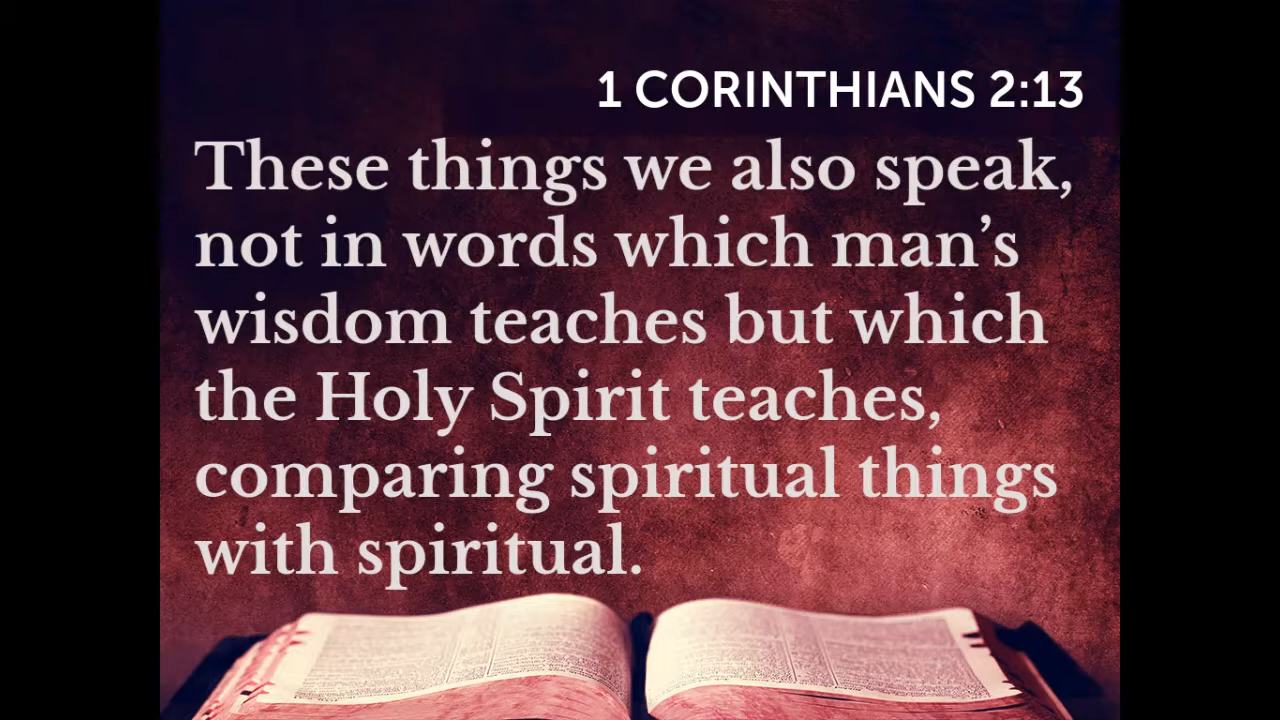 1 CORINTHIANS 2:13
These things we also speak,
not in words which man’s
wisdom teaches but which
the Holy Spirit teaches,
comparing spiritual things
with spiritual.